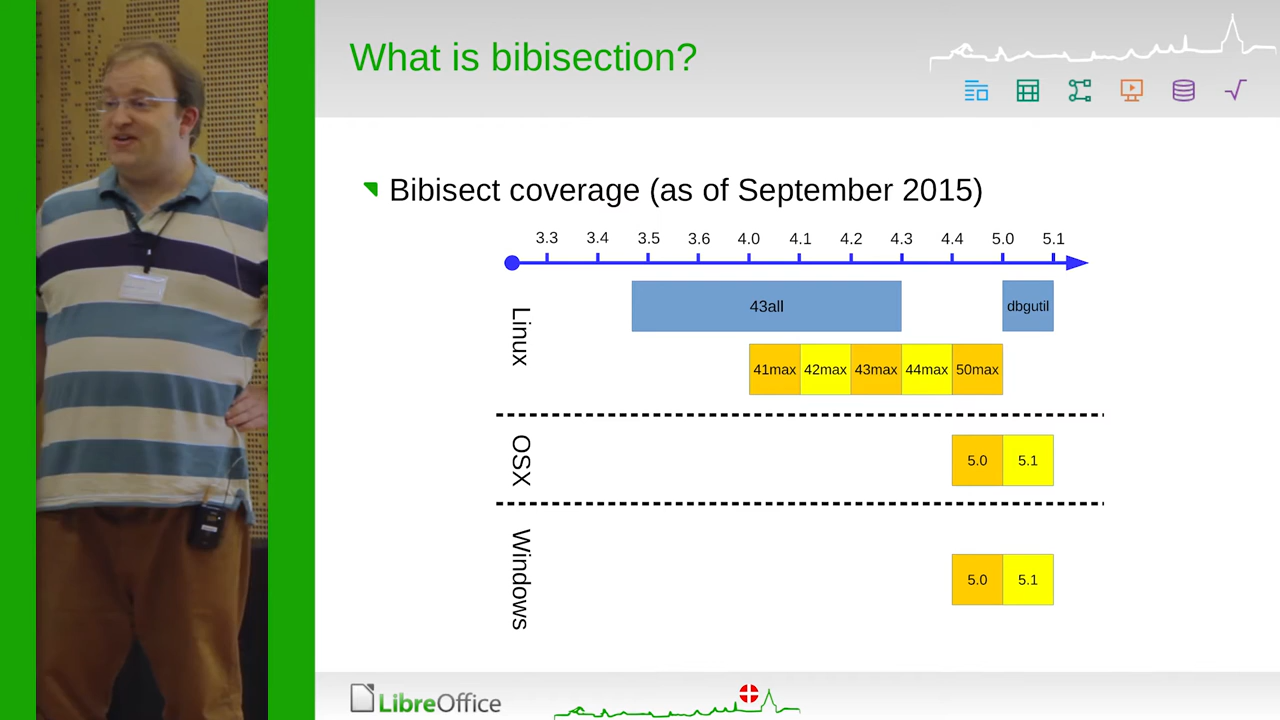 What is bibisection?
Bibisect coverage (as of September 2015)
3.3 3.4 3.5 3.6 4.0 4.1 4.2 4.3 4.4 5.0 5.1
Linux
43all dbgutil
41max 42max 43max 44max 50max
OSX
5.0 5.1
Windows
5.0 5.1
LibreOffice